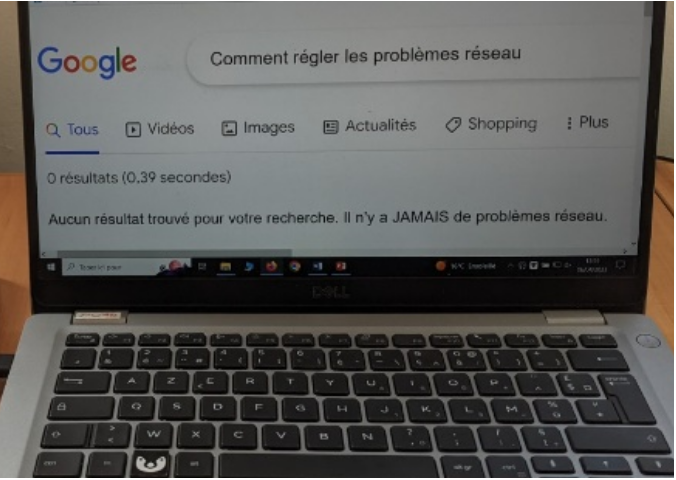 Google
Comment régler les problèmes réseau
Tous Vidéos Images Actualités Shopping Plus
0 résultats (0,39 secondes)
Aucun résultat trouvé pour votre recherche. Il n'y a JAMAIS de problèmes réseau.
DELL
A Z E R T Y U I O P
Q S D F G H J K L M
W X C V B N